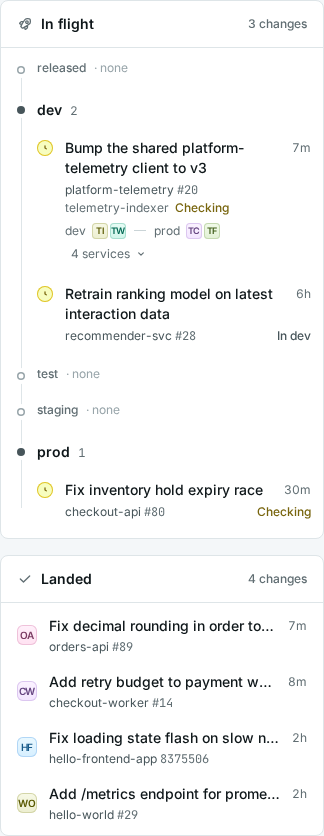 In flight 3 changes
released · none
dev 2
Bump the shared platform- 7m
telemetry client to v3
platform-telemetry #20
telemetry-indexer Checking
dev TI TW — prod TC TF
4 services
Retrain ranking model on latest 6h
interaction data
recommender-svc #28 In dev
test · none
staging · none
prod 1
Fix inventory hold expiry race 30m
checkout-api #80 Checking
Landed 4 changes
OA Fix decimal rounding in order to... 7m
orders-api #89
CW Add retry budget to payment w... 8m
checkout-worker #14
HF Fix loading state flash on slow n... 2h
hello-frontend-app 8375506
WO Add /metrics endpoint for prome... 2h
hello-world #29